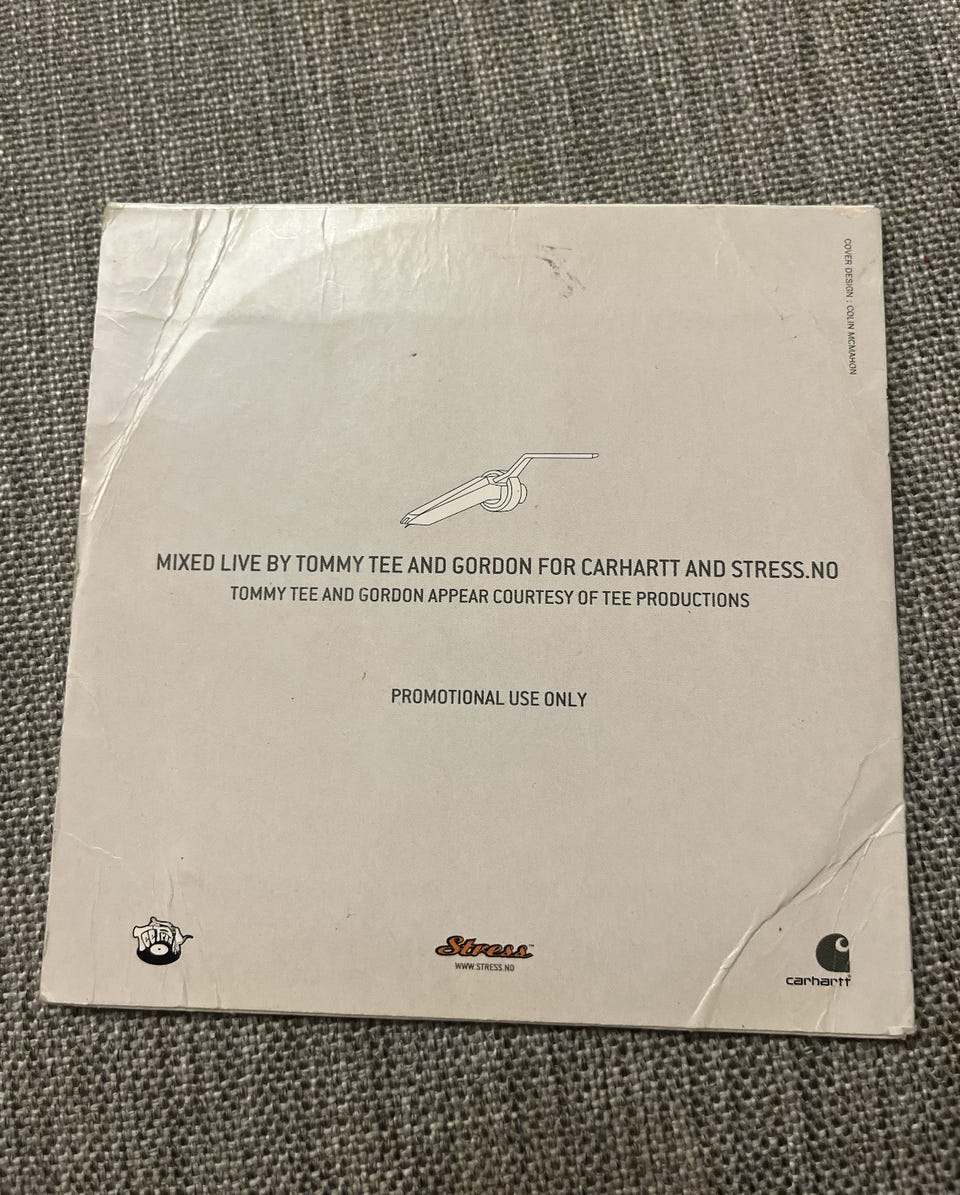 COVER DESIGN : COLIN MCMAHON
MIXED LIVE BY TOMMY TEE AND GORDON FOR CARHARTT AND STRESS.NO
TOMMY TEE AND GORDON APPEAR COURTESY OF TEE PRODUCTIONS
PROMOTIONAL USE ONLY
Stress™
WWW.STRESS.NO
carhartt